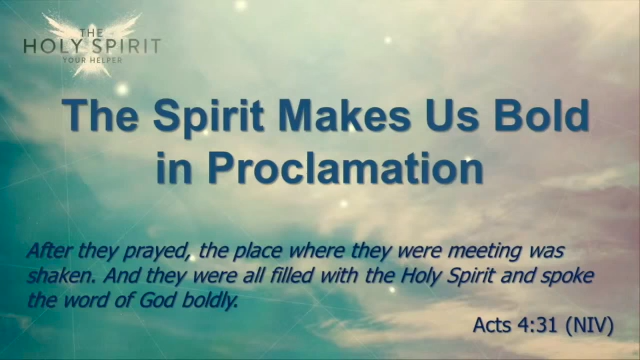 THE
HOLY SPIRIT
YOUR HELPER
The Spirit Makes Us Bold
in Proclamation
After they prayed, the place where they were meeting was
shaken. And they were all filled with the Holy Spirit and spoke
the word of God boldly.
Acts 4:31 (NIV)